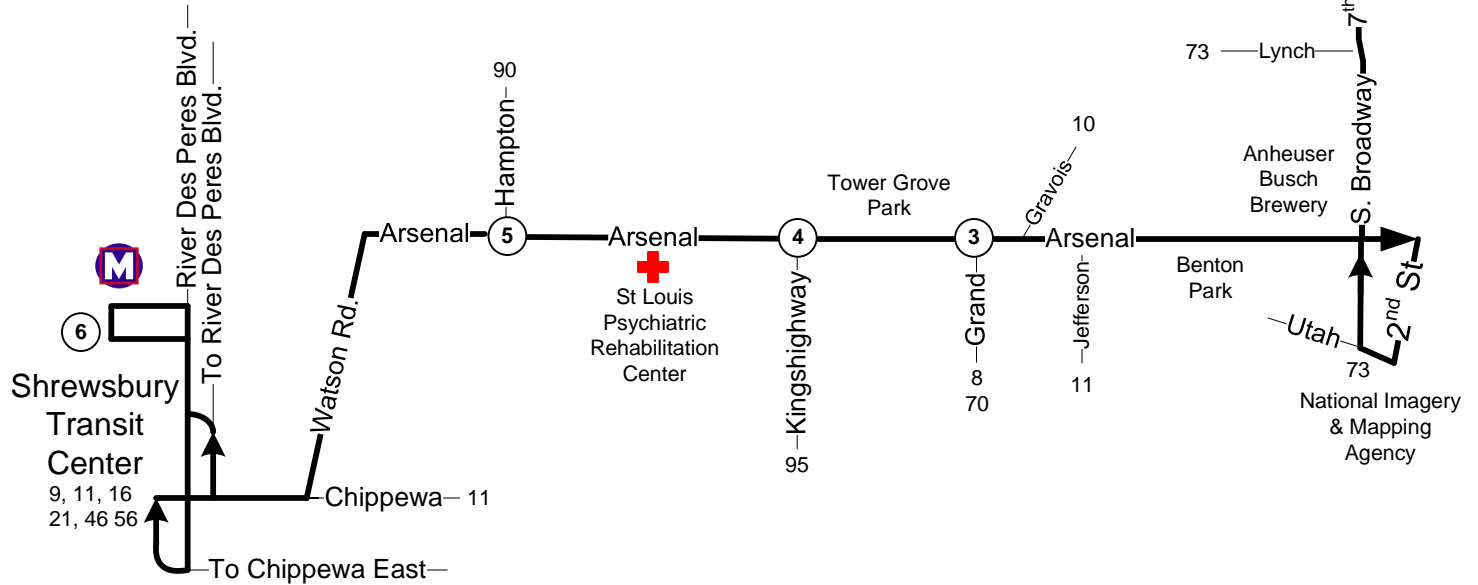 River Des Peres Blvd.
To River Des Peres Blvd.
M
6
Shrewsbury
Transit
Center
9, 11, 16
21, 46 56
To Chippewa East
Chippewa
11
Watson Rd.
Arsenal
90
Hampton
5
Arsenal
St Louis
Psychiatric
Rehabilitation
Center
4
Kingshighway
95
Tower Grove
Park
3
Grand
8
70
10
Gravois
Arsenal
Jefferson
11
Benton
Park
Anheuser
Busch
Brewery
73
Lynch
7th
S. Broadway
2nd St
Utah
73
National Imagery
& Mapping
Agency